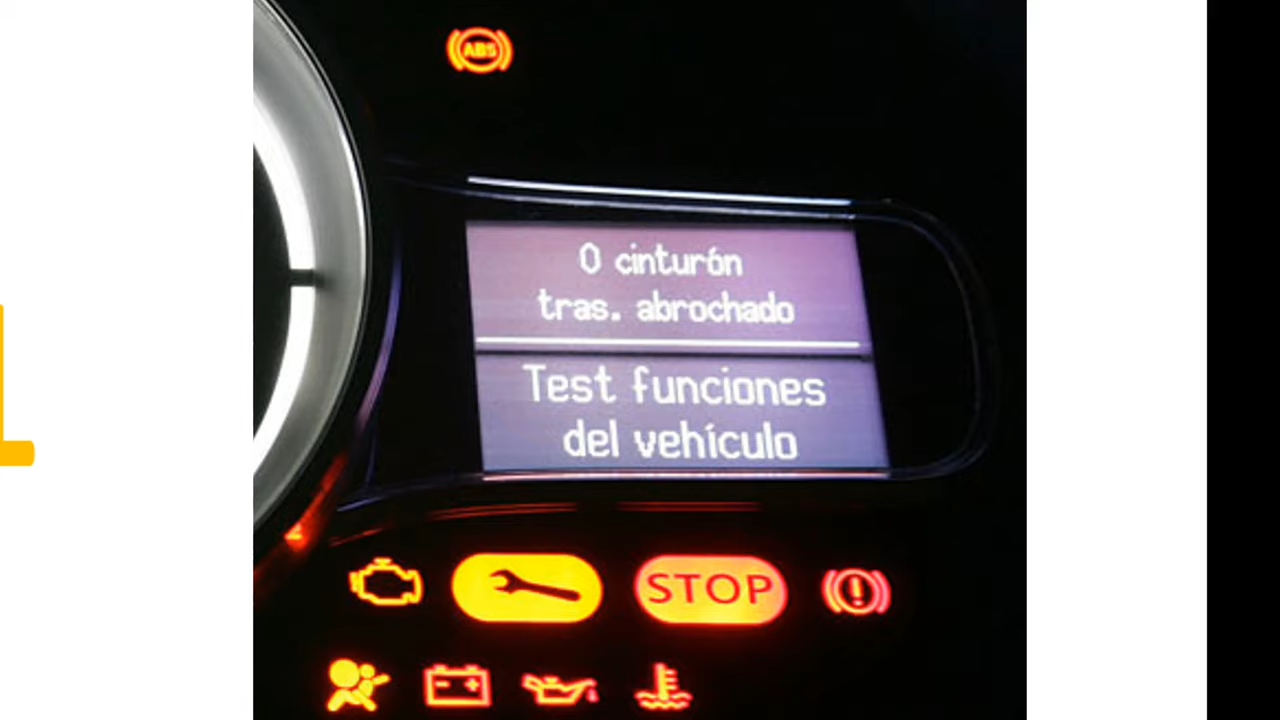 ABS
0 cinturón
tras. abrochado
Test funciones
del vehículo
STOP